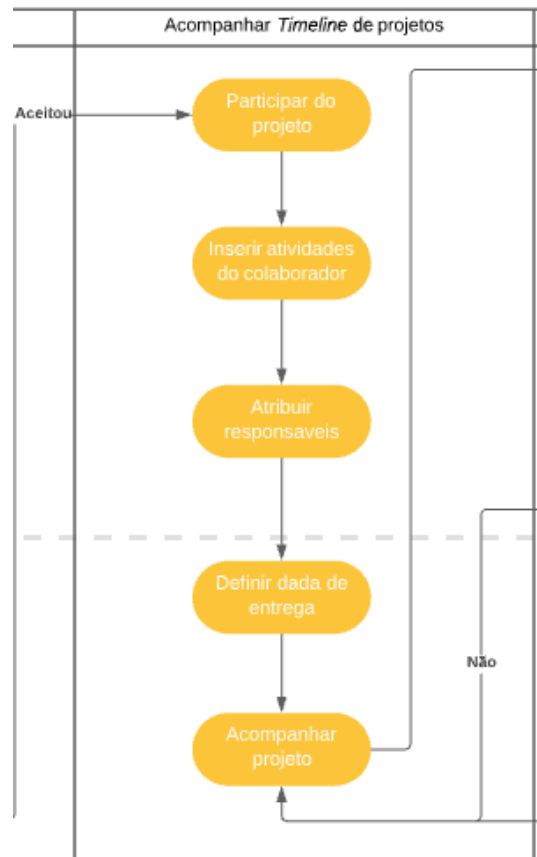 Acompanhar Timeline de projetos
Aceitou
Participar do
projeto
Inserir atividades
do colaborador
Atribuir
responsaveis
Definir dada de
entrega
Não
Acompanhar
projeto